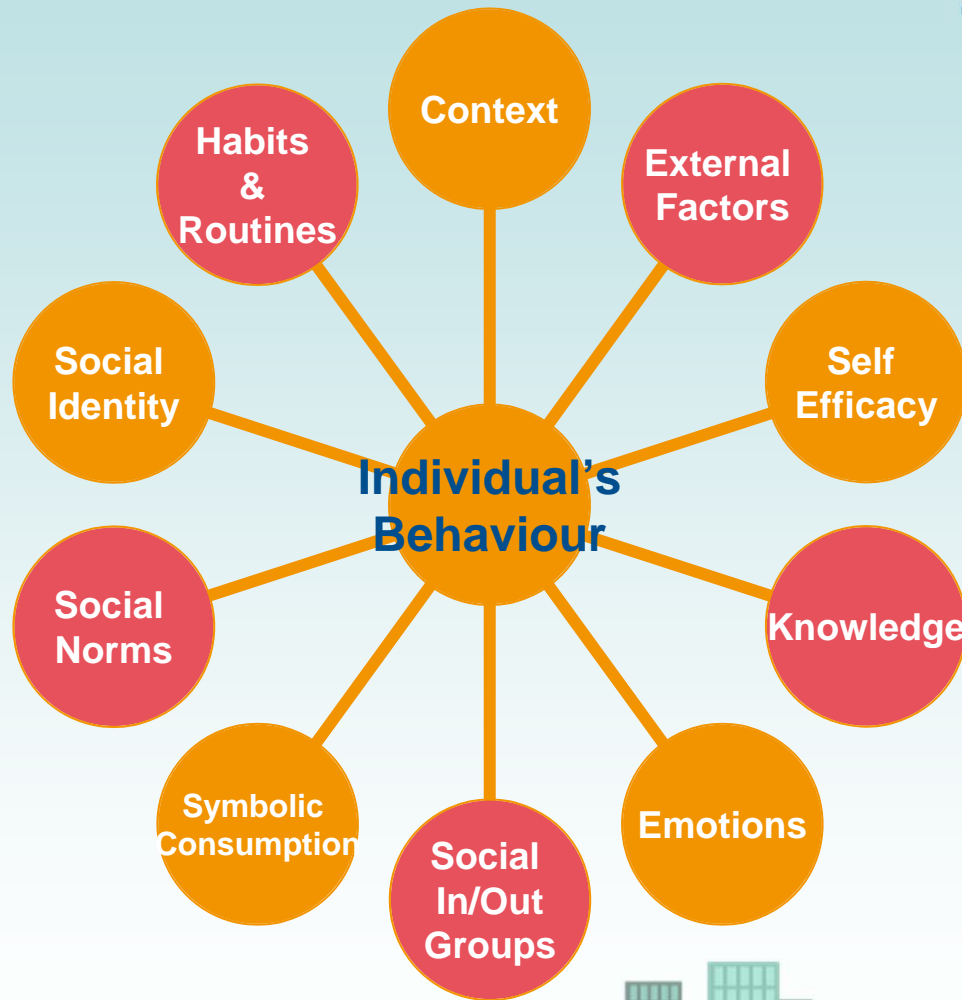 Context
Habits
&
Routines
External
Factors
Social
Identity
Self
Efficacy
Individual's
Behaviour
Social
Norms
Knowledge
Symbolic
Consumption
Emotions
Social
In/Out
Groups